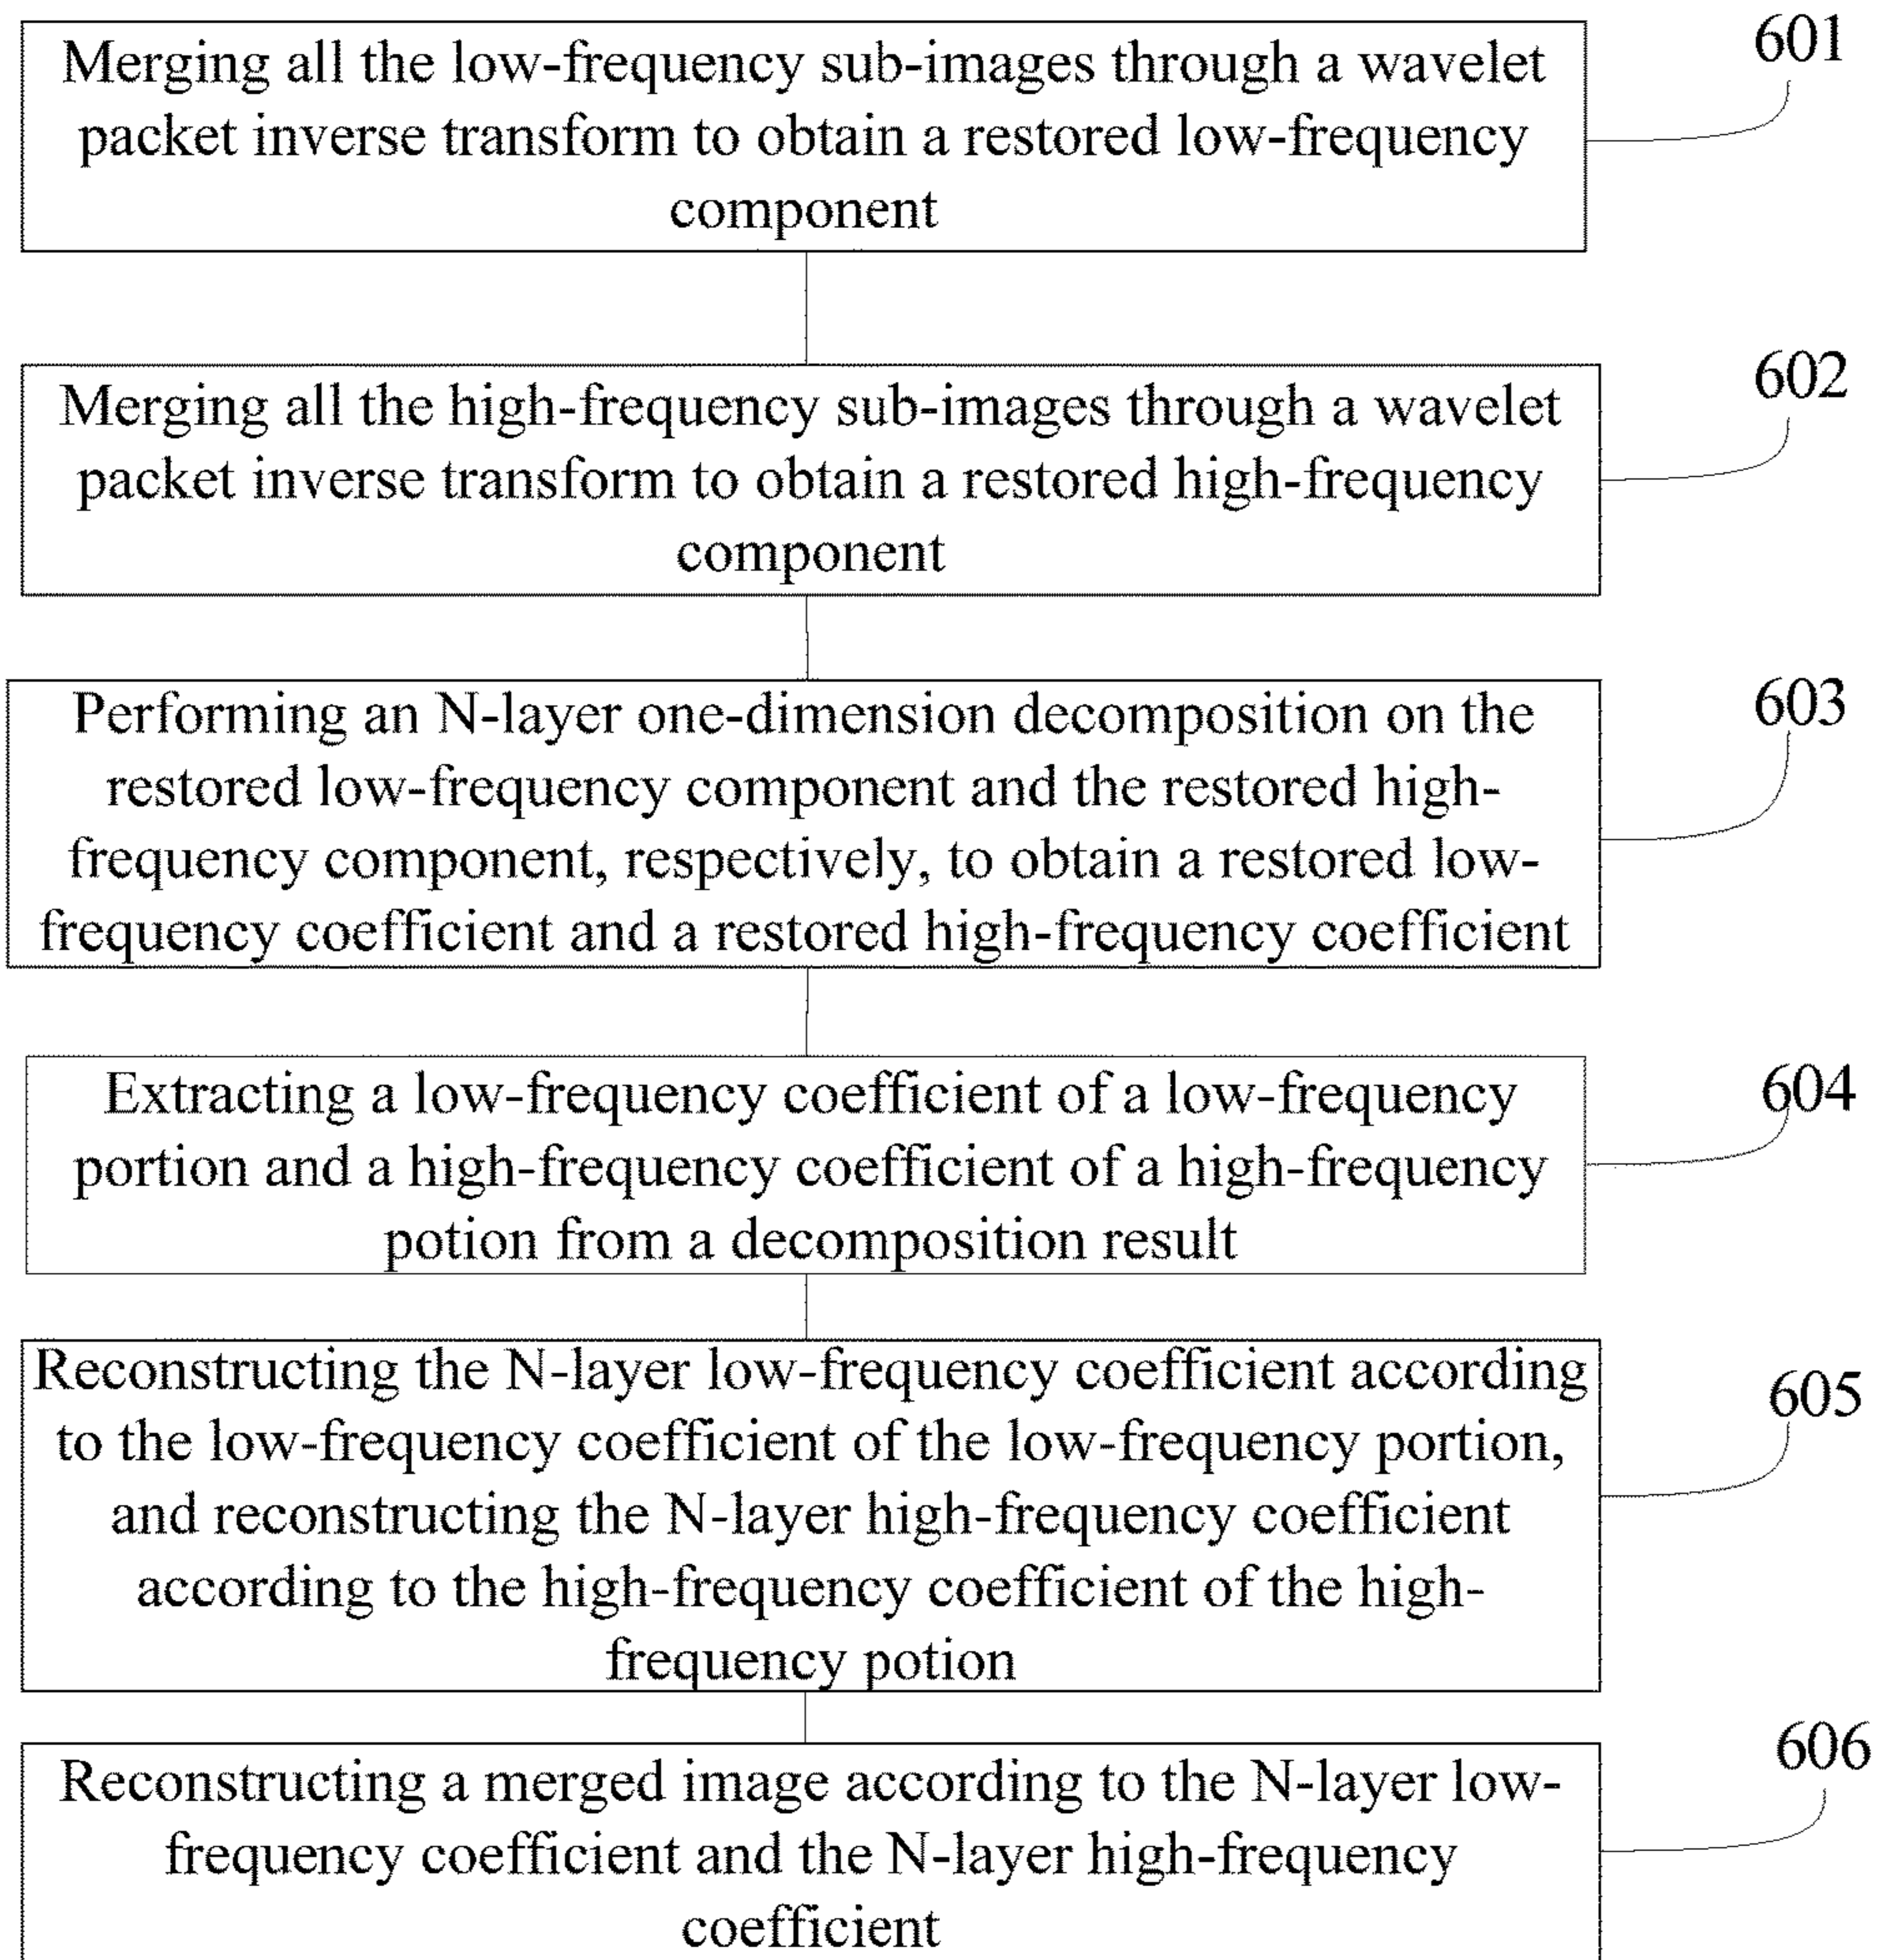 Merging all the low-frequency sub-images through a wavelet
packet inverse transform to obtain a restored low-frequency
component
601
Merging all the high-frequency sub-images through a wavelet
packet inverse transform to obtain a restored high-frequency
component
602
Performing an N-layer one-dimension decomposition on the
restored low-frequency component and the restored high-
frequency component, respectively, to obtain a restored low-
frequency coefficient and a restored high-frequency coefficient
603
Extracting a low-frequency coefficient of a low-frequency
portion and a high-frequency coefficient of a high-frequency
potion from a decomposition result
604
Reconstructing the N-layer low-frequency coefficient according
to the low-frequency coefficient of the low-frequency portion,
and reconstructing the N-layer high-frequency coefficient
according to the high-frequency coefficient of the high-
frequency potion
605
Reconstructing a merged image according to the N-layer low-
frequency coefficient and the N-layer high-frequency
coefficient
606